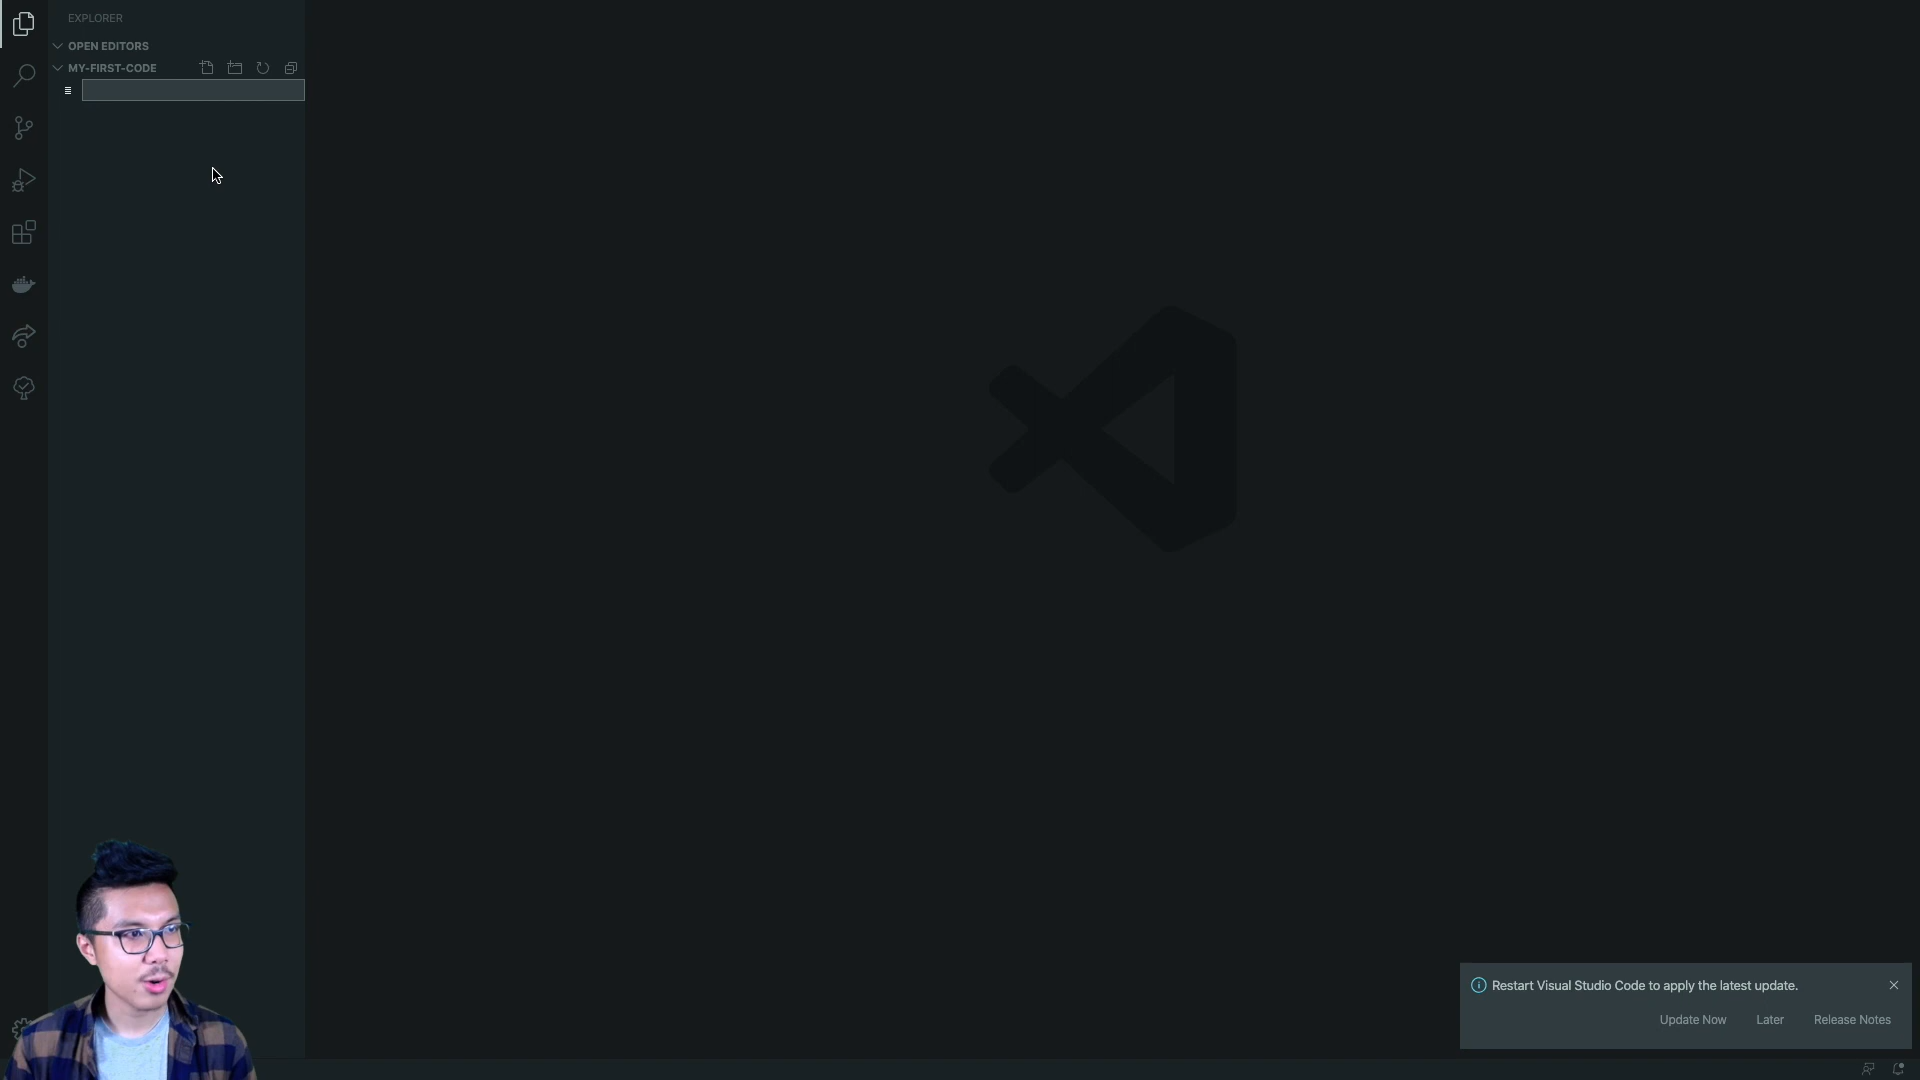 EXPLORER
OPEN EDITORS
MY-FIRST-CODE
Restart Visual Studio Code to apply the latest update.
Update Now Later Release Notes